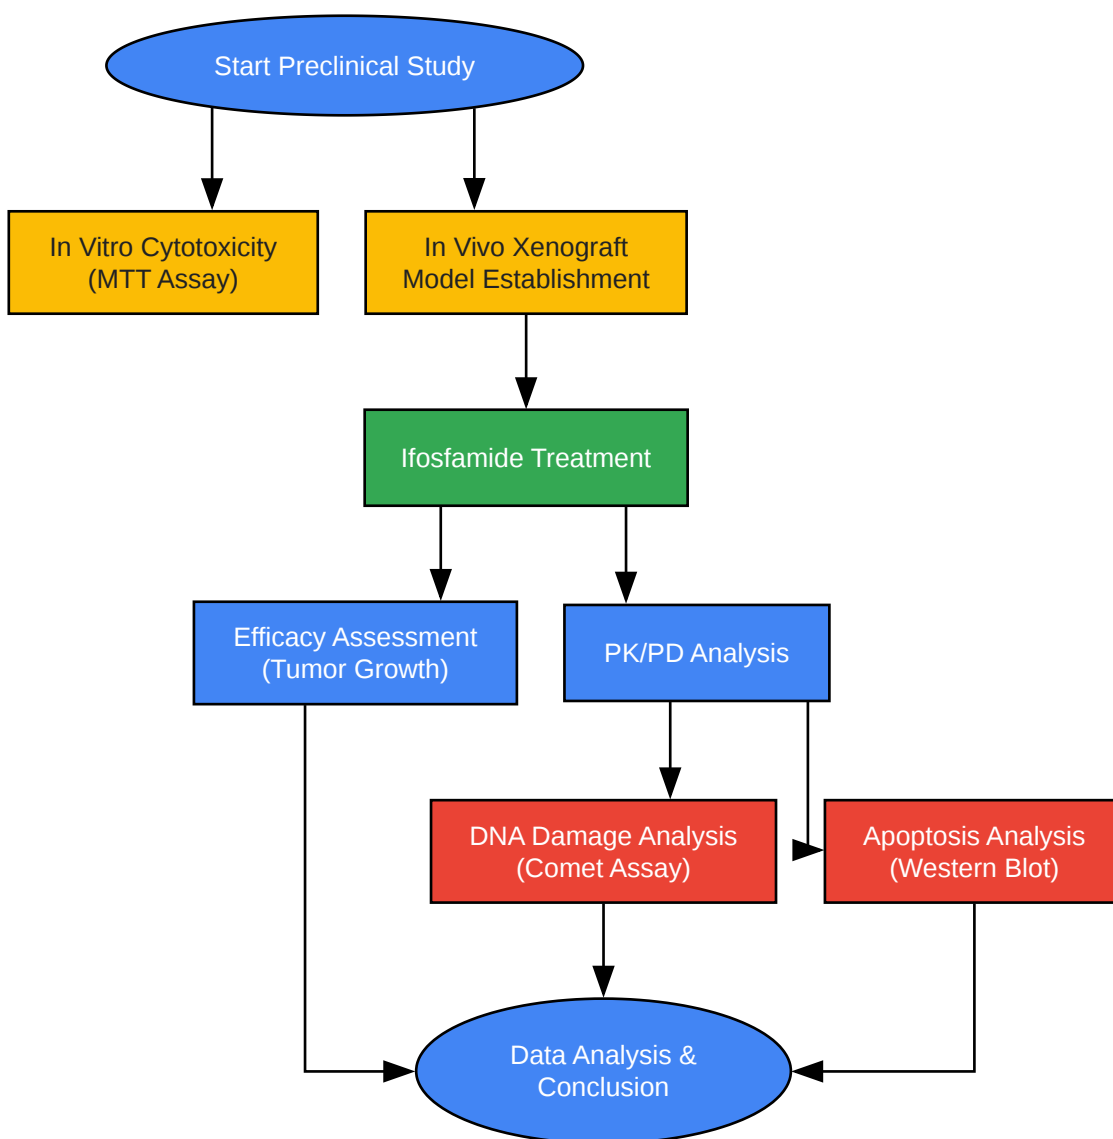 Start Preclinical Study
In Vitro Cytotoxicity
(MTT Assay)
In Vivo Xenograft
Model Establishment
Ifosfamide Treatment
Efficacy Assessment
(Tumor Growth)
PK/PD Analysis
DNA Damage Analysis
(Comet Assay)
Apoptosis Analysis
(Western Blot)
Data Analysis &
Conclusion